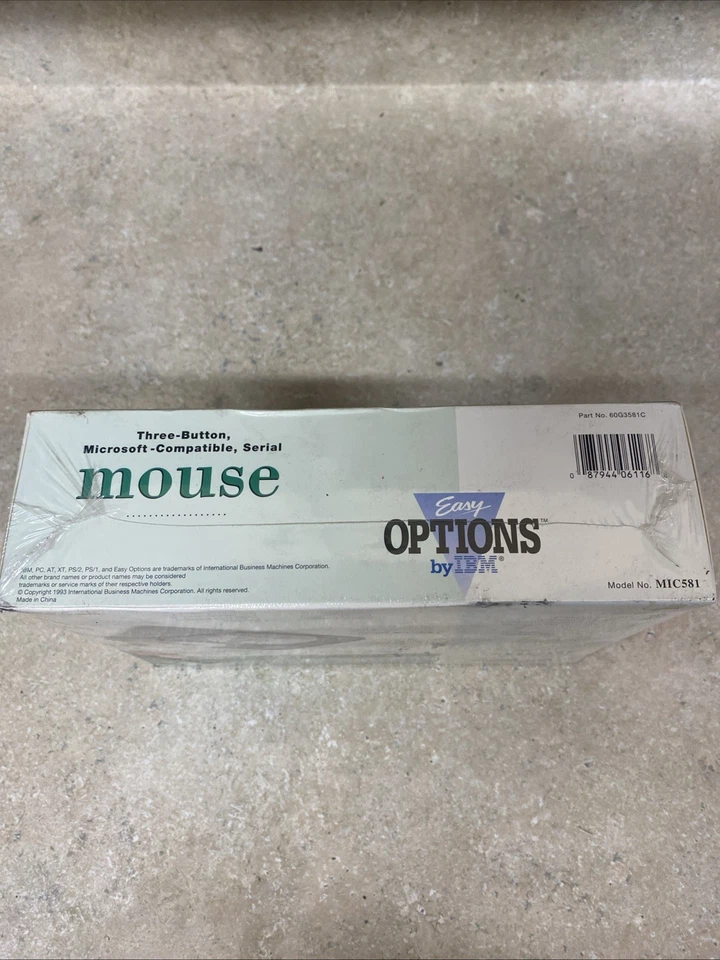 Three-Button,
Microsoft-Compatible, Serial
mouse
Part No. 60G3581C
0 87944 06116
Easy
OPTIONS™
by IBM®
IBM, PC, AT, XT, PS/2, PS/1, and Easy Options are trademarks of International Business Machines Corporation.
All other brand names or product names may be considered
trademarks or service marks of their respective holders.
© Copyright 1993 International Business Machines Corporation. All rights reserved.
Made in China
Model No. MIC581